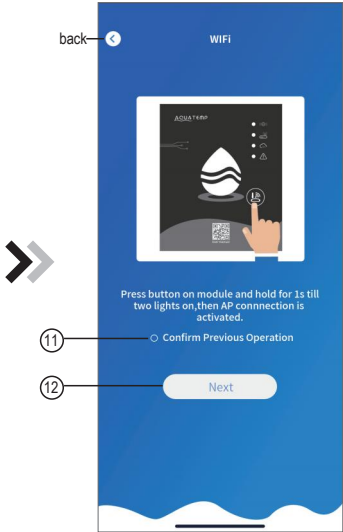 back
WIFi
AQUATEMP
Press button on module and hold for 1s till
two lights on,then AP connnection is
activated.
11
Confirm Previous Operation
12
Next